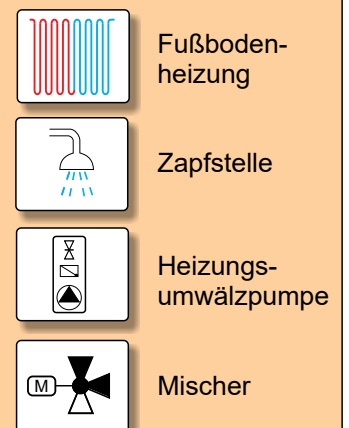 Fußboden-
heizung
Zapfstelle
Heizungs-
umwälzpumpe
M
Mischer